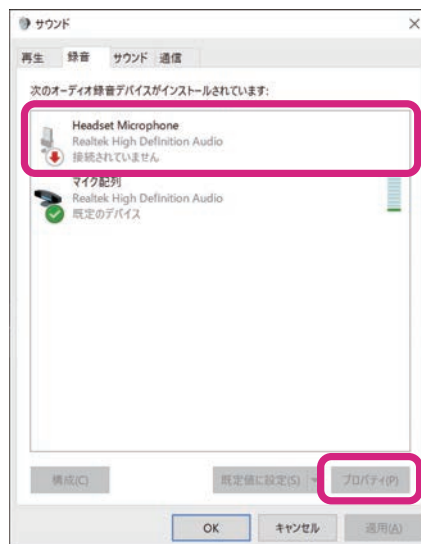 サウンド
再生 録音 サウンド 通信
次のオーディオ録音デバイスがインストールされています:
Headset Microphone
Realtek High Definition Audio
接続されていません
マイク配列
Realtek High Definition Audio
既定のデバイス
構成(C) 既定値に設定(S) プロパティ(P)
OK キャンセル 適用(A)